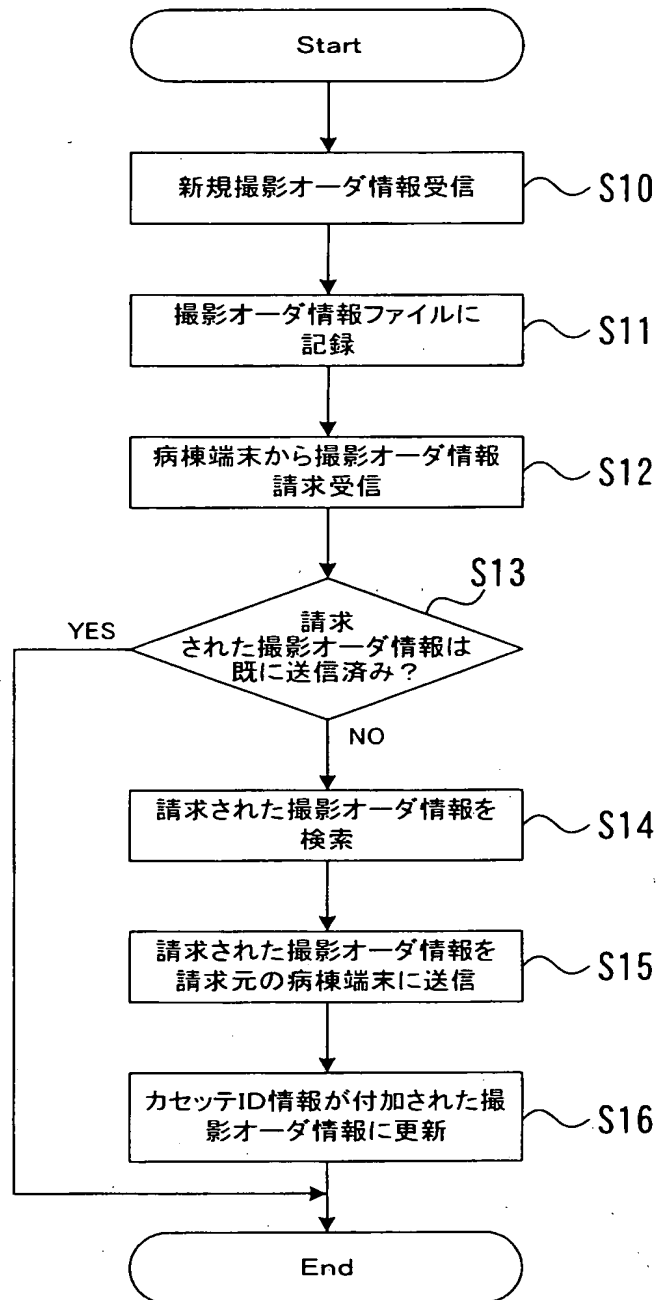 Start
新規撮影オーダ情報受信
S10
撮影オーダ情報ファイルに
記録
S11
病棟端末から撮影オーダ情報
請求受信
S12
S13
請求
された撮影オーダ情報は
既に送信済み？
YES
NO
請求された撮影オーダ情報を
検索
S14
請求された撮影オーダ情報を
請求元の病棟端末に送信
S15
カセッテID情報が付加された撮
影オーダ情報に更新
S16
End